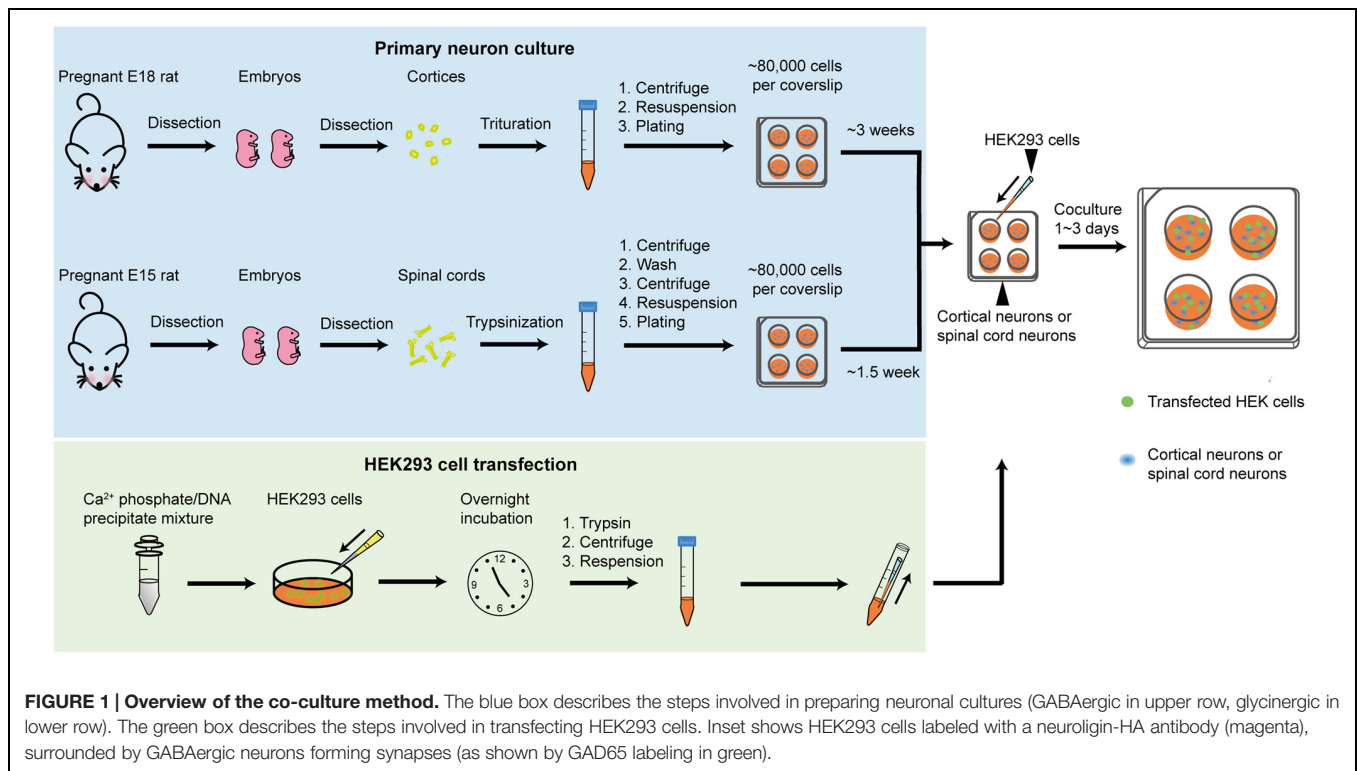 Primary neuron culture
Pregnant E18 rat
Embryos
Cortices
Dissection
Dissection
Trituration
1. Centrifuge
2. Resuspension
3. Plating
~80,000 cells
per coverslip
~3 weeks
Pregnant E15 rat
Embryos
Spinal cords
Dissection
Dissection
Trypsinization
1. Centrifuge
2. Wash
3. Centrifuge
4. Resuspension
5. Plating
~80,000 cells
per coverslip
~1.5 week
HEK293 cells
Cortical neurons or
spinal cord neurons
Coculture
1~3 days
Transfected HEK cells
Cortical neurons or
spinal cord neurons
HEK293 cell transfection
Ca²⁺ phosphate/DNA
precipitate mixture
HEK293 cells
Overnight
incubation
12
3
6
9
1. Trypsin
2. Centrifuge
3. Respension
FIGURE 1 | Overview of the co-culture method. The blue box describes the steps involved in preparing neuronal cultures (GABAergic in upper row, glycinergic in
lower row). The green box describes the steps involved in transfecting HEK293 cells. Inset shows HEK293 cells labeled with a neuroligin-HA antibody (magenta),
surrounded by GABAergic neurons forming synapses (as shown by GAD65 labeling in green).